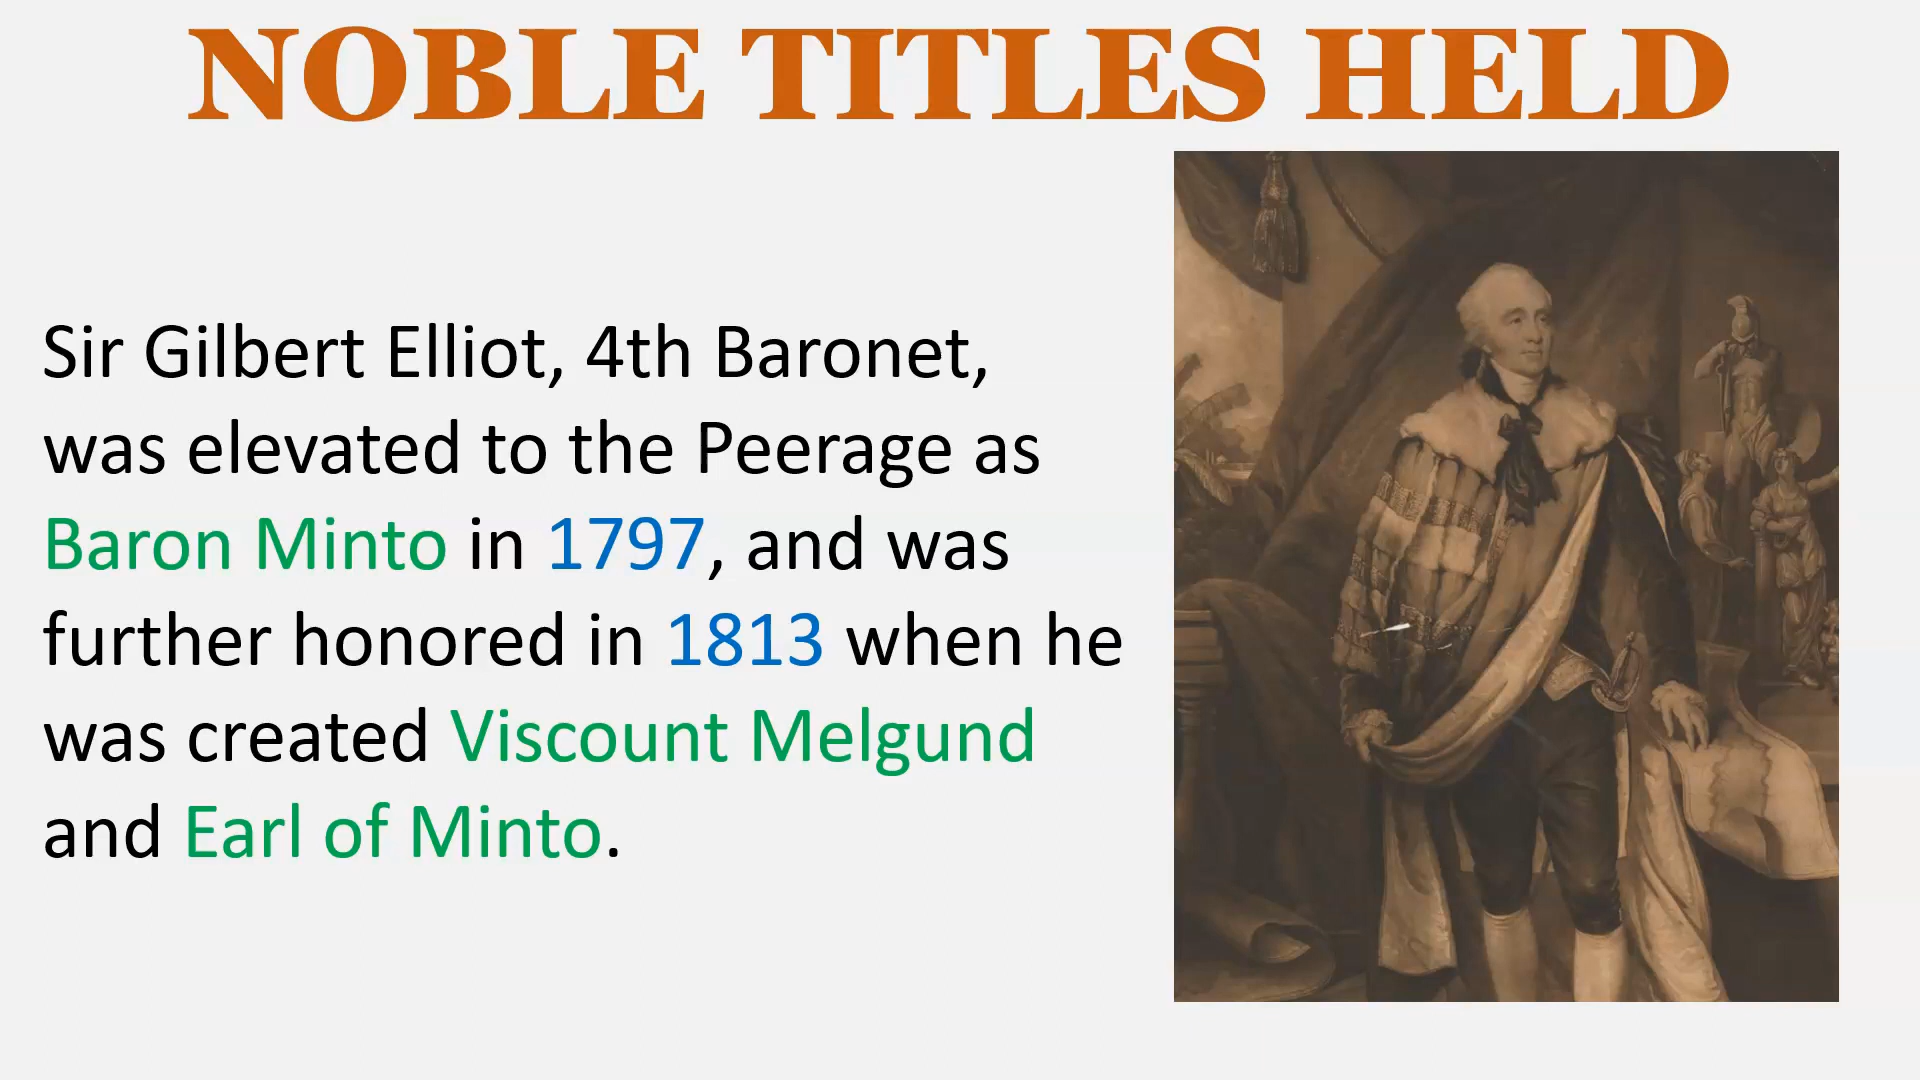 NOBLE TITLES HELD
Sir Gilbert Elliot, 4th Baronet,
was elevated to the Peerage as
Baron Minto in 1797, and was
further honored in 1813 when he
was created Viscount Melgund
and Earl of Minto.